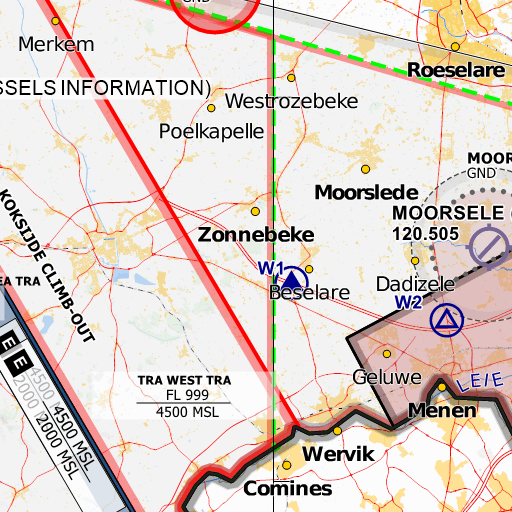 GND
Merkem
Roeselare
SSELS INFORMATION)
Westrozebeke
Poelkapelle
MOOR
GND
Moorslede
MOORSELE
120.505
KOKSIJDE CLIMB-OUT
Zonnebeke
W1
Beselare
Dadizele
W2
EA TRA
E
E
4500 4500 MSL
2000 2000 MSL
TRA WEST TRA
FL 999
4500 MSL
Geluwe
LEIE
Menen
Wervik
Comines